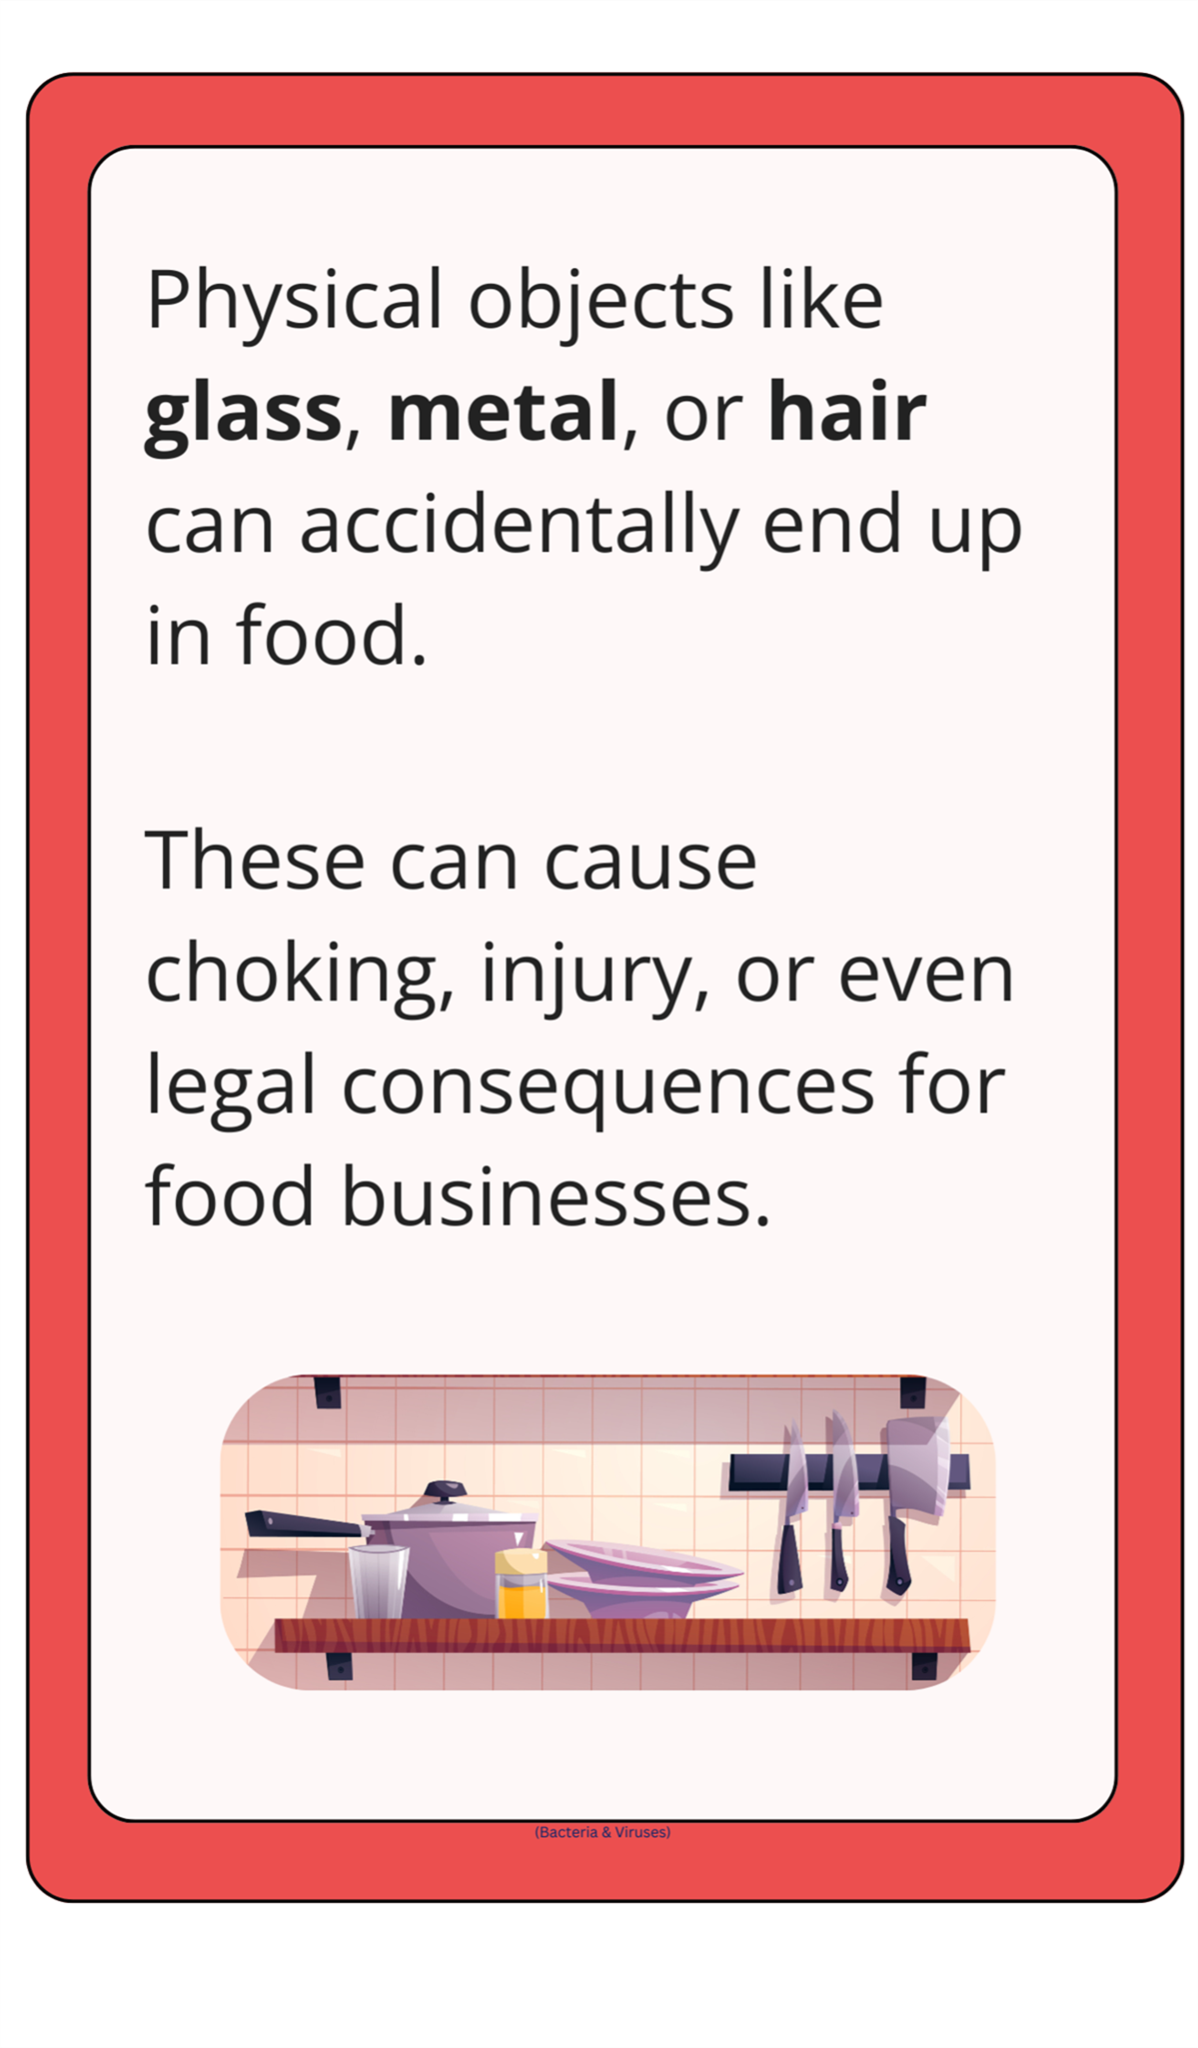 Physical objects like
glass, metal, or hair
can accidentally end up
in food.
These can cause
choking, injury, or even
legal consequences for
food businesses.
(Bacteria & Viruses)